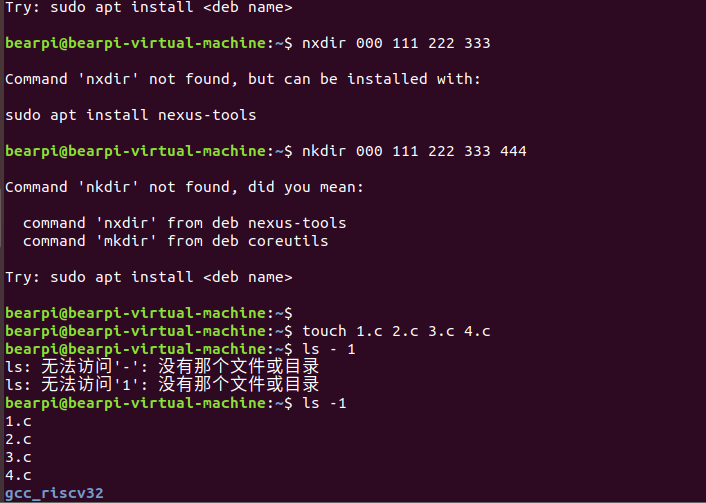 Try: sudo apt install <deb name>
bearpi@bearpi-virtual-machine:~$ nxdir 000 111 222 333
Command 'nxdir' not found, but can be installed with:
sudo apt install nexus-tools
bearpi@bearpi-virtual-machine:~$ nkdir 000 111 222 333 444
Command 'nkdir' not found, did you mean:
command 'nxdir' from deb nexus-tools
command 'mkdir' from deb coreutils
Try: sudo apt install <deb name>
bearpi@bearpi-virtual-machine:~$
bearpi@bearpi-virtual-machine:~$ touch 1.c 2.c 3.c 4.c
bearpi@bearpi-virtual-machine:~$ ls - 1
ls: 无法访问'-': 没有那个文件或目录
ls: 无法访问'1': 没有那个文件或目录
bearpi@bearpi-virtual-machine:~$ ls -1
1.c
2.c
3.c
4.c
gcc_riscv32